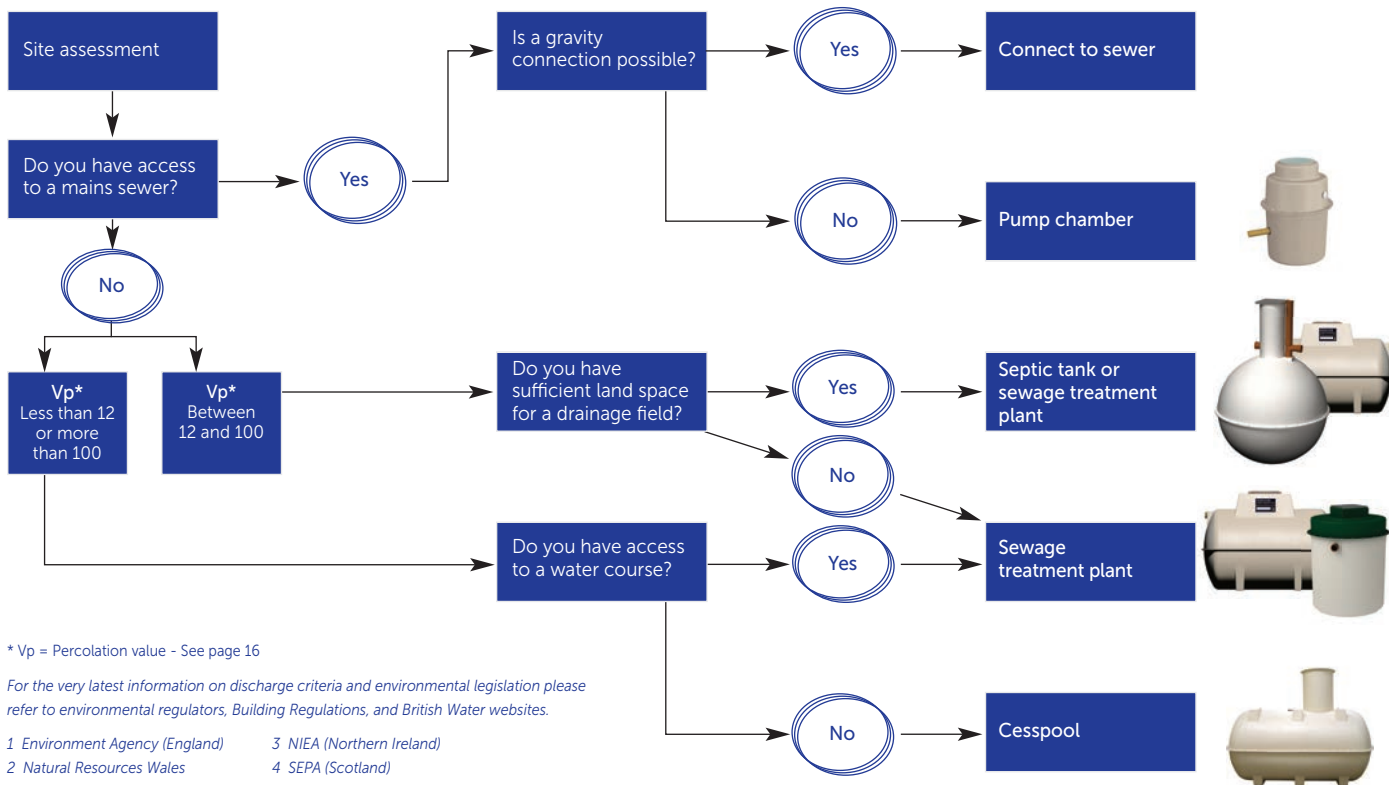 Site assessment
Do you have access
to a mains sewer?
Yes
Is a gravity
connection possible?
Yes
Connect to sewer
No
Pump chamber
No
Vp*
Less than 12
or more
than 100
Vp*
Between
12 and 100
Do you have
sufficient land space
for a drainage field?
Yes
Septic tank or
sewage treatment
plant
No
Do you have access
to a water course?
Yes
Sewage
treatment plant
No
Cesspool
* Vp = Percolation value - See page 16
For the very latest information on discharge criteria and environmental legislation please
refer to environmental regulators, Building Regulations, and British Water websites.
1 Environment Agency (England)
2 Natural Resources Wales
3 NIEA (Northern Ireland)
4 SEPA (Scotland)